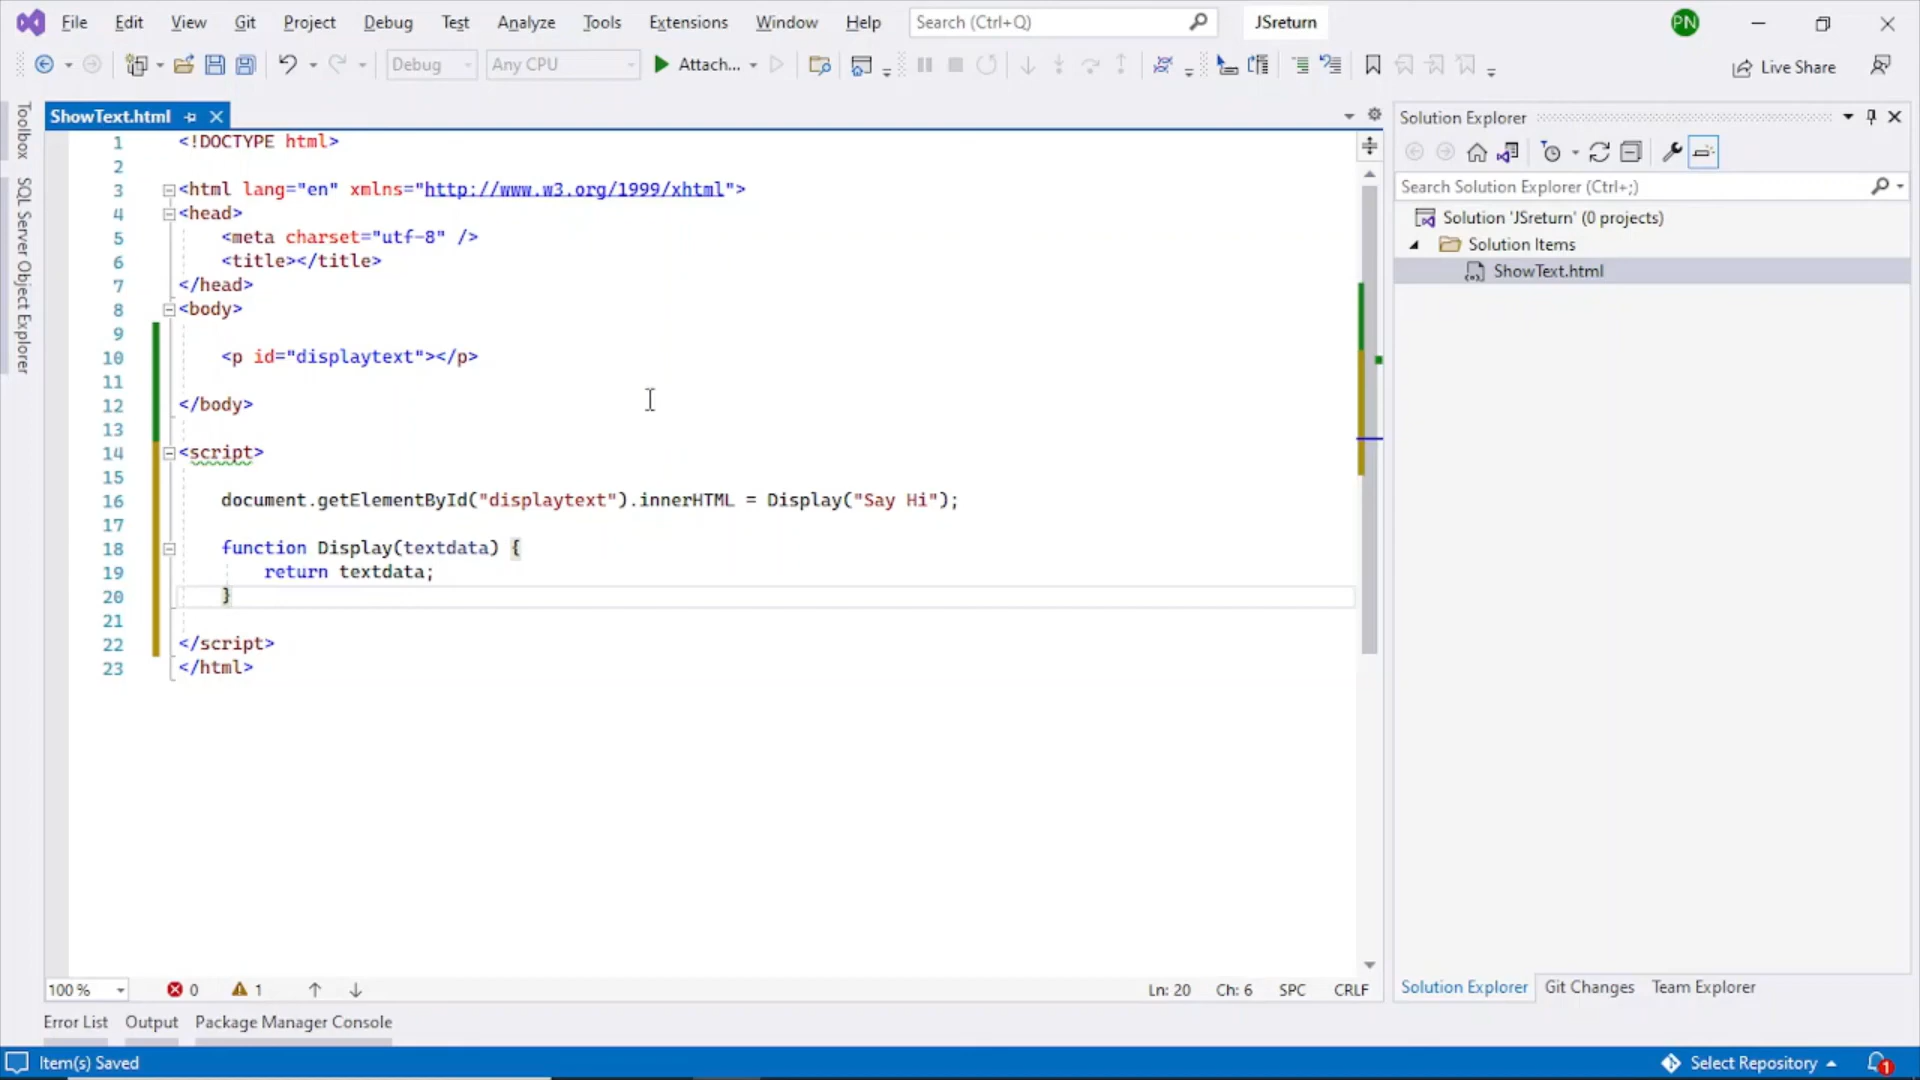 File Edit View Git Project Debug Test Analyze Tools Extensions Window Help Search (Ctrl+Q) JSreturn PN
Debug Any CPU Attach... Live Share
Toolbox
SQL Server Object Explorer
ShowText.html
1 <!DOCTYPE html>
2
3 <html lang="en" xmlns="http://www.w3.org/1999/xhtml">
4 <head>
5 <meta charset="utf-8" />
6 <title></title>
7 </head>
8 <body>
9
10 <p id="displaytext"></p>
11
12 </body>
13
14 <script>
15
16 document.getElementById("displaytext").innerHTML = Display("Say Hi");
17
18 function Display(textdata) {
19 return textdata;
20 }
21
22 </script>
23 </html>
100 % 0 1 Ln: 20 Ch: 6 SPC CRLF
Solution Explorer
Search Solution Explorer (Ctrl+;)
Solution 'JSreturn' (0 projects)
Solution Items
ShowText.html
Solution Explorer Git Changes Team Explorer
Error List Output Package Manager Console
Item(s) Saved Select Repository 1